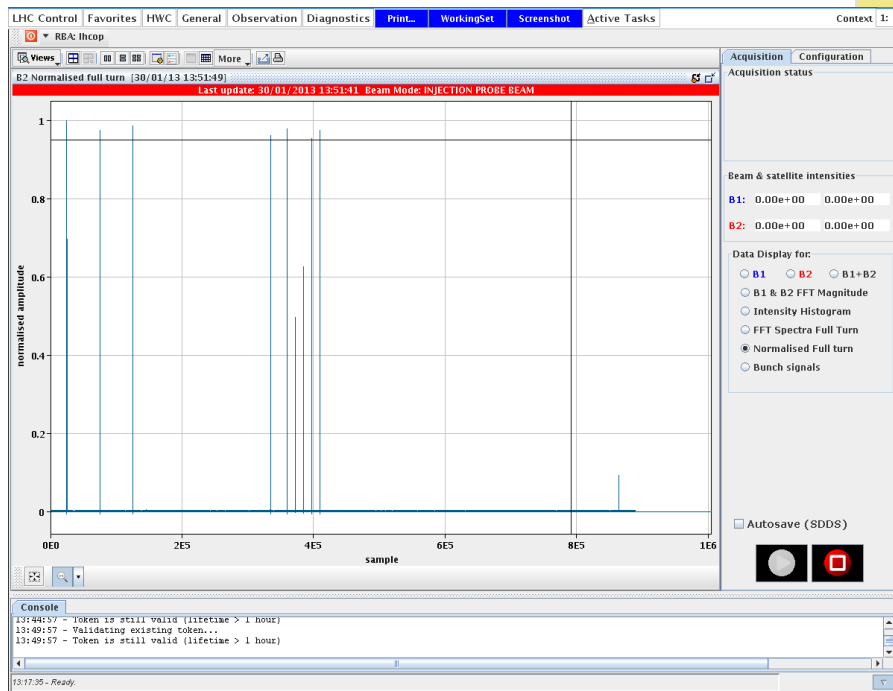 LHC Control Favorites HWC General Observation Diagnostics Print... WorkingSet Screenshot Active Tasks Context 1:
RBA: lhcop
Views More
B2 Normalised full turn [30/01/13 13:51:49]
Last update: 30/01/2013 13:51:41 Beam Mode: INJECTION PROBE BEAM
1
0.8
0.6
0.4
0.2
0
normalised amplitude
0E0 2E5 4E5 6E5 8E5 1E6
sample
Acquisition Configuration
Acquisition status
Beam & satellite intensities
B1: 0.00e+00 0.00e+00
B2: 0.00e+00 0.00e+00
Data Display for:
B1 B2 B1+B2
B1 & B2 FFT Magnitude
Intensity Histogram
FFT Spectra Full Turn
Normalised Full turn
Bunch signals
Autosave (SDDS)
Console
13:44:57 - Token is still valid (lifetime > 1 hour)
13:49:57 - Validating existing token...
13:49:57 - Token is still valid (lifetime > 1 hour)
13:17:35 - Ready.